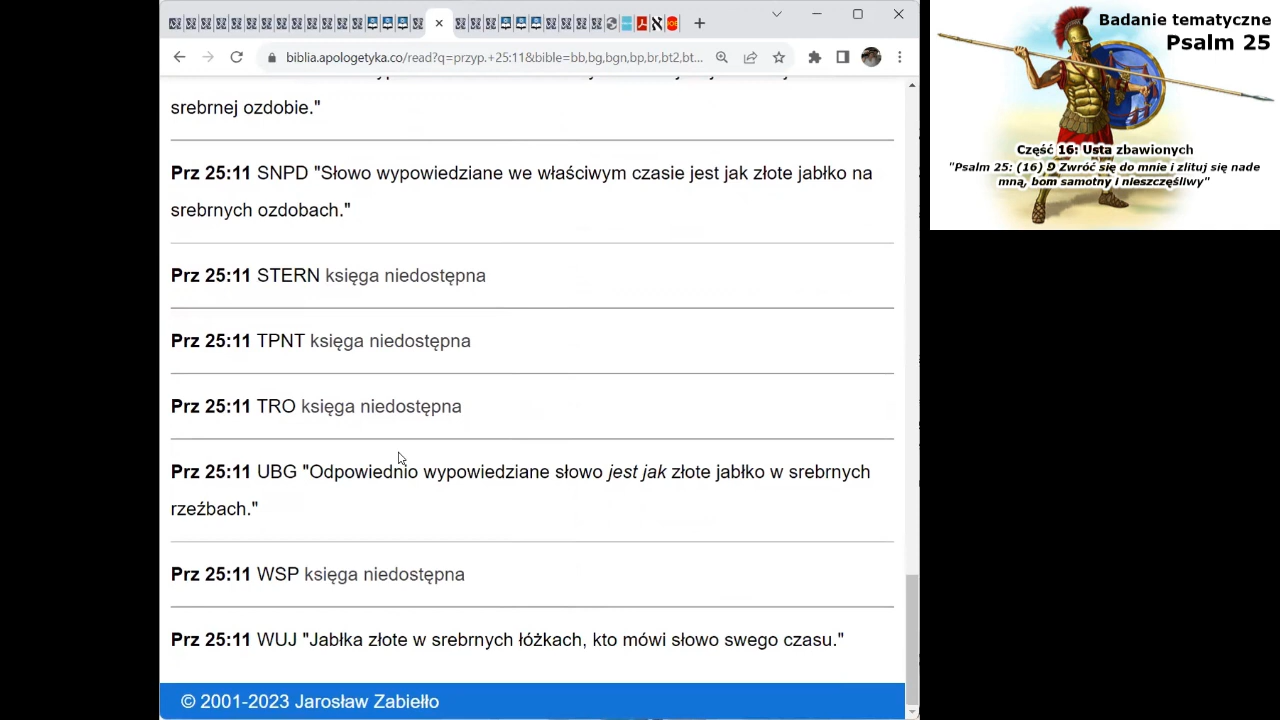 biblia.apologetyka.co/read?q=przyp.+25:11&bible=bb,bg,bgn,bp,br,bt2,bt...
srebrnej ozdobie."
Prz 25:11 SNPD "Słowo wypowiedziane we właściwym czasie jest jak złote jabłko na
srebrnych ozdobach."
Prz 25:11 STERN księga niedostępna
Prz 25:11 TPNT księga niedostępna
Prz 25:11 TRO księga niedostępna
Prz 25:11 UBG "Odpowiednio wypowiedziane słowo jest jak złote jabłko w srebrnych
rzeźbach."
Prz 25:11 WSP księga niedostępna
Prz 25:11 WUJ "Jabłka złote w srebrnych łóżkach, kto mówi słowo swego czasu."
© 2001-2023 Jarosław Zabiełło
Badanie tematyczne
Psalm 25
Część 16: Usta zbawionych
"Psalm 25: (16) פ Zwróć się do mnie i zlituj się nade
mną, bom samotny i nieszczęśliwy"